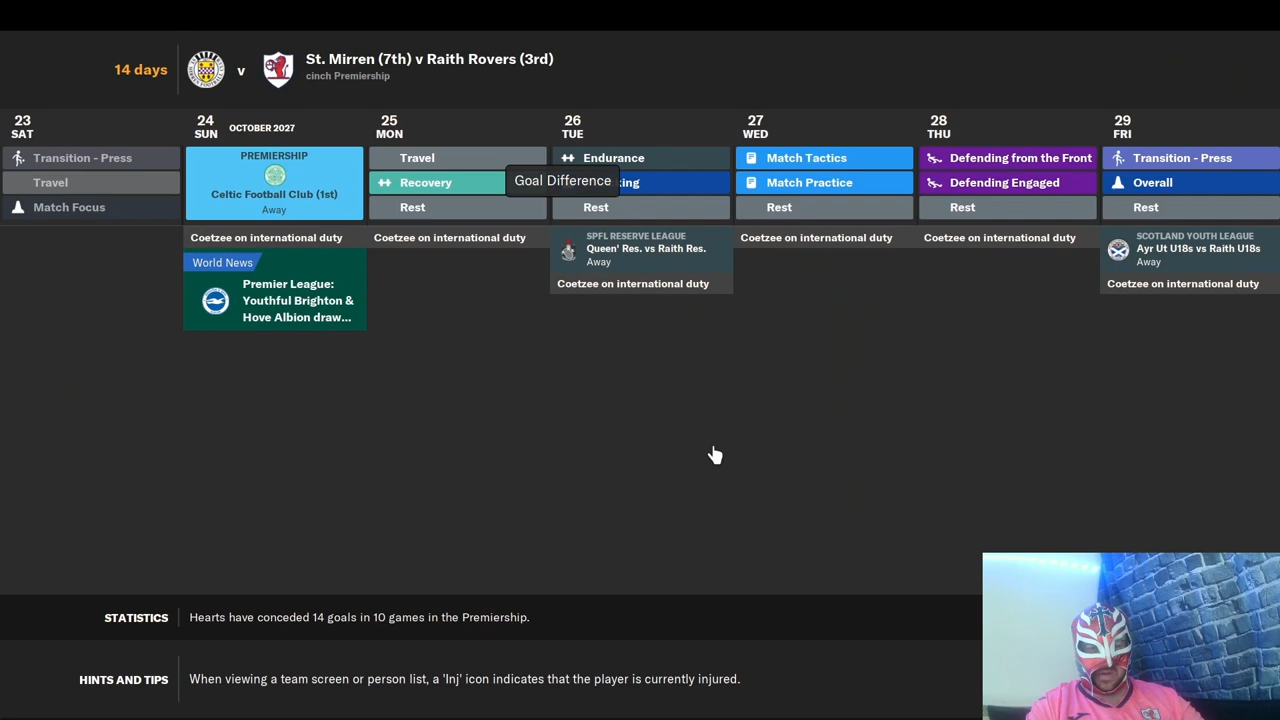 14 days
v
St. Mirren (7th) v Raith Rovers (3rd)
cinch Premiership
23
SAT
24
SUN
OCTOBER 2027
25
MON
26
TUE
27
WED
28
THU
29
FRI
Transition - Press
Travel
Match Focus
PREMIERSHIP
Celtic Football Club (1st)
Away
Coetzee on international duty
World News
Premier League:
Youthful Brighton &
Hove Albion draw...
Travel
Recovery
Rest
Coetzee on international duty
Goal Difference
Endurance
Rest
SPFL RESERVE LEAGUE
Queen' Res. vs Raith Res.
Away
Coetzee on international duty
Match Tactics
Match Practice
Rest
Coetzee on international duty
Defending from the Front
Defending Engaged
Rest
Coetzee on international duty
Transition - Press
Overall
Rest
SCOTLAND YOUTH LEAGUE
Ayr Ut U18s vs Raith U18s
Away
Coetzee on international duty
STATISTICS
Hearts have conceded 14 goals in 10 games in the Premiership.
HINTS AND TIPS
When viewing a team screen or person list, a 'Inj' icon indicates that the player is currently injured.